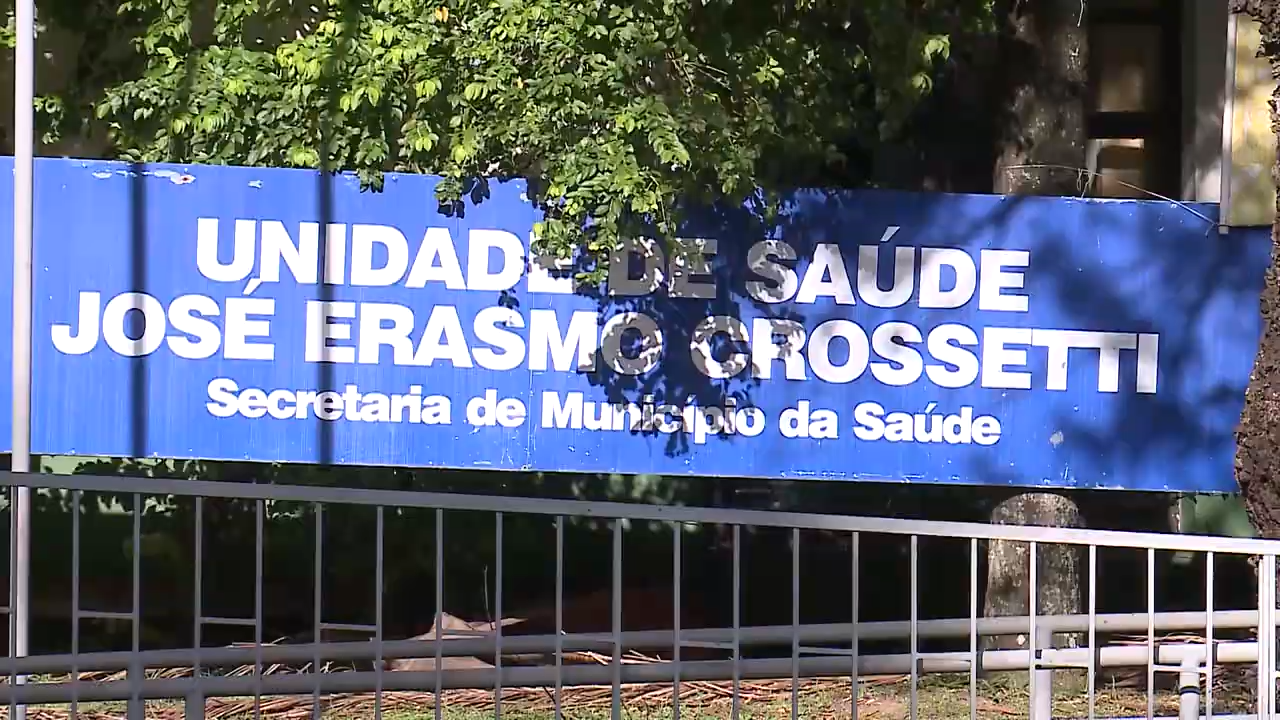 UNIDADE DE SAÚDE
JOSÉ ERASMO CROSSETTI
Secretaria de Município da Saúde